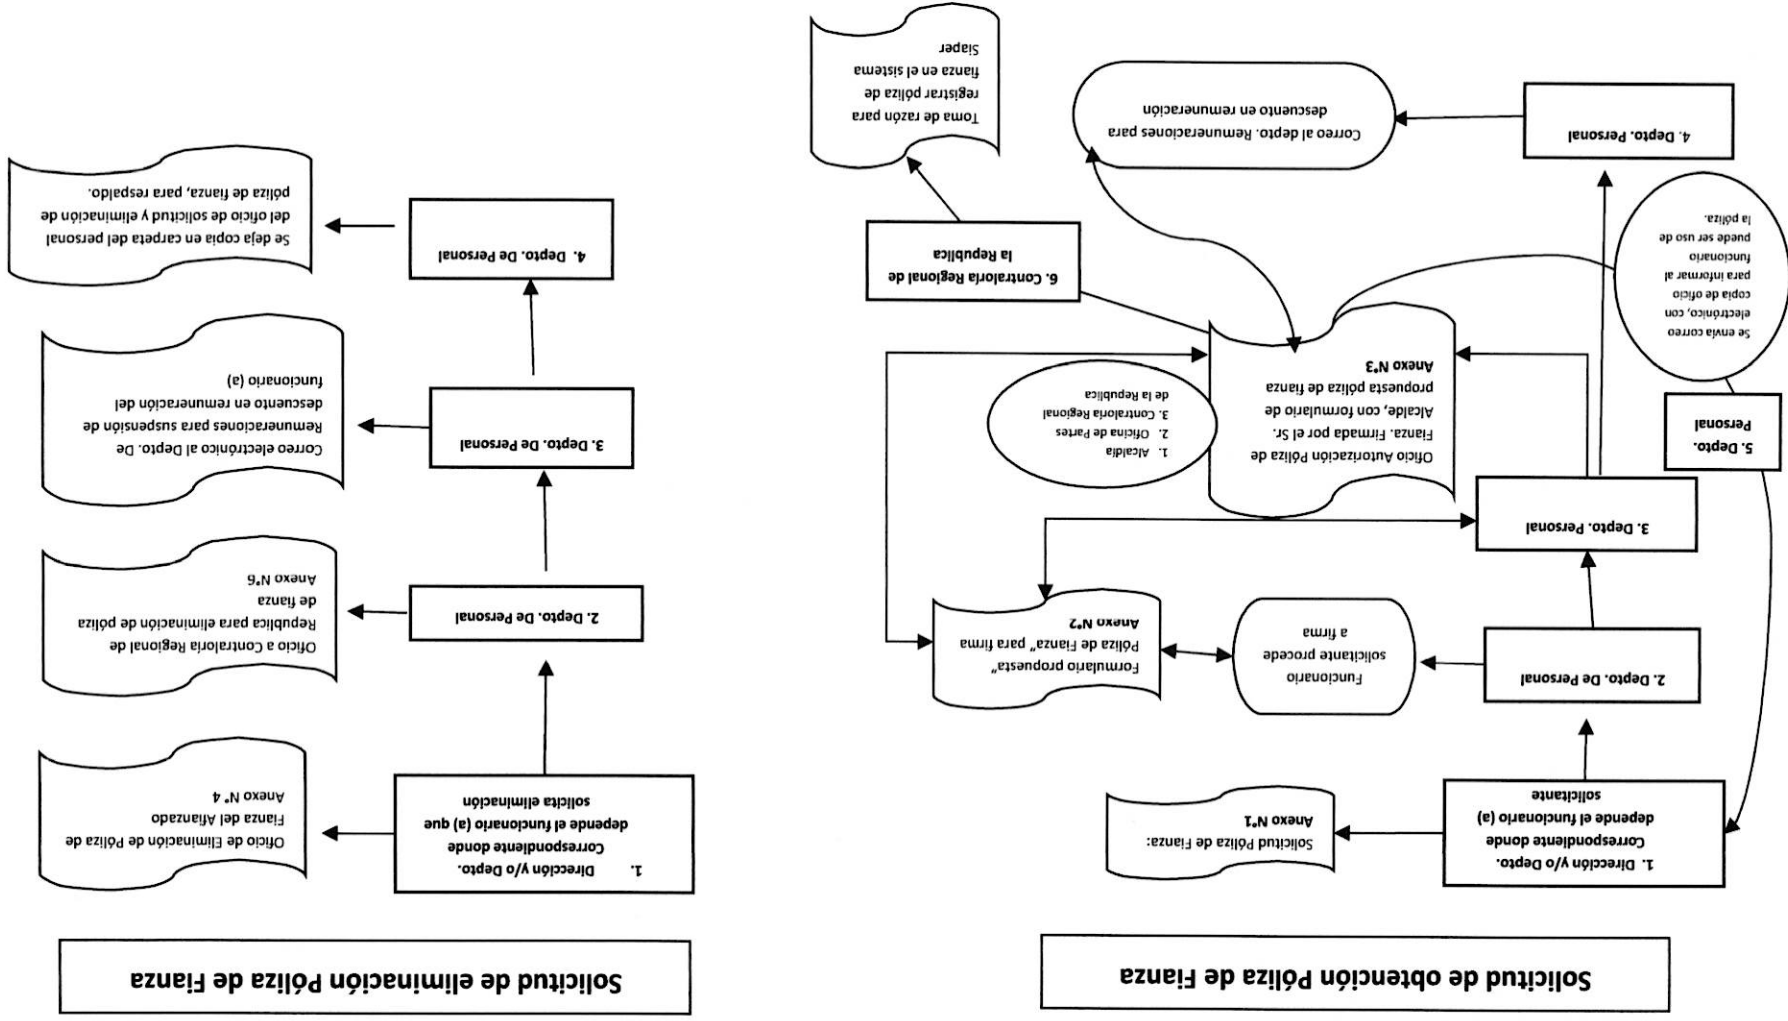 Solicitud de obtención Póliza de Fianza
1. Dirección y/o Depto.
Correspondiente donde
depende el funcionario (a)
solicitante
Solicitud Póliza de Fianza:
Anexo N°1
2. Depto. De Personal
Funcionario
solicitante procede
a firma
Formulario propuesta"
Póliza de Fianza" para firma
Anexo N°2
3. Depto. Personal
Oficio Autorización Póliza de
Fianza. Firmada por el Sr.
Alcalde, con formulario de
propuesta póliza de fianza
Anexo N°3
1. Alcaldía
2. Oficina de Partes
3. Contraloría Regional
de la Republica
5. Depto.
Personal
Se envía correo
electrónico, con
copia de oficio
para informar al
funcionario
puede ser uso de
la póliza.
4. Depto. Personal
Correo al depto. Remuneraciones para
descuento en remuneración
6. Contraloría Regional de
la Republica
Toma de razón para
registrar póliza de
fianza en el sistema
Siaper
Solicitud de eliminación Póliza de Fianza
1. Dirección y/o Depto.
Correspondiente donde
depende el funcionario (a) que
solicita eliminación
Oficio de Eliminación de Póliza de
Fianza del Afianzado
Anexo N° 4
2. Depto. De Personal
Oficio a Contraloría Regional de
Republica para eliminación de póliza
de fianza
Anexo N°6
3. Depto. De Personal
Correo electrónico al Depto. De
Remuneraciones para suspensión de
descuento en remuneración del
funcionario (a)
4. Depto. De Personal
Se deja copia en carpeta del personal
del oficio de solicitud y eliminación de
póliza de fianza, para respaldo.